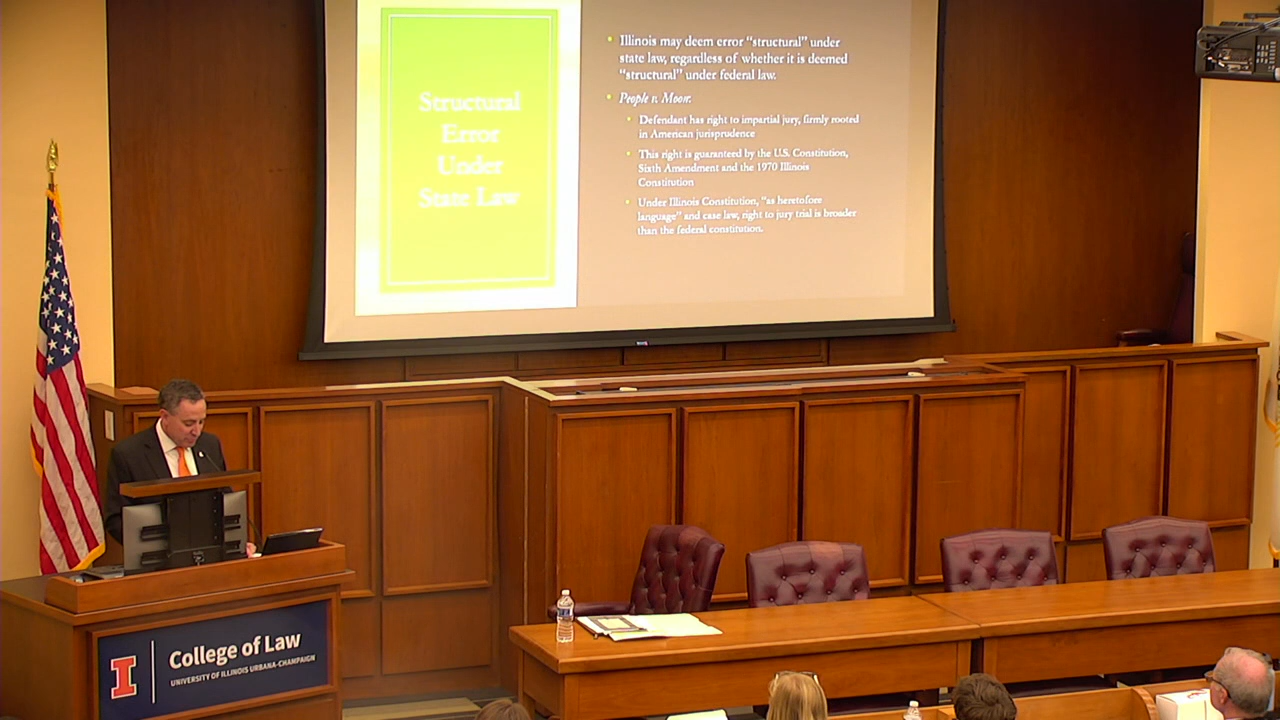 Structural
Error
Under
State Law
Illinois may deem error “structural” under
state law, regardless of whether it is deemed
“structural” under federal law.
People v. Moon:
Defendant has right to impartial jury, firmly rooted
in American jurisprudence
This right is guaranteed by the U.S. Constitution,
Sixth Amendment and the 1970 Illinois
Constitution
Under Illinois Constitution, “as heretofore
language” and case law, right to jury trial is broader
than the federal constitution.
I
College of Law
UNIVERSITY OF ILLINOIS URBANA-CHAMPAIGN